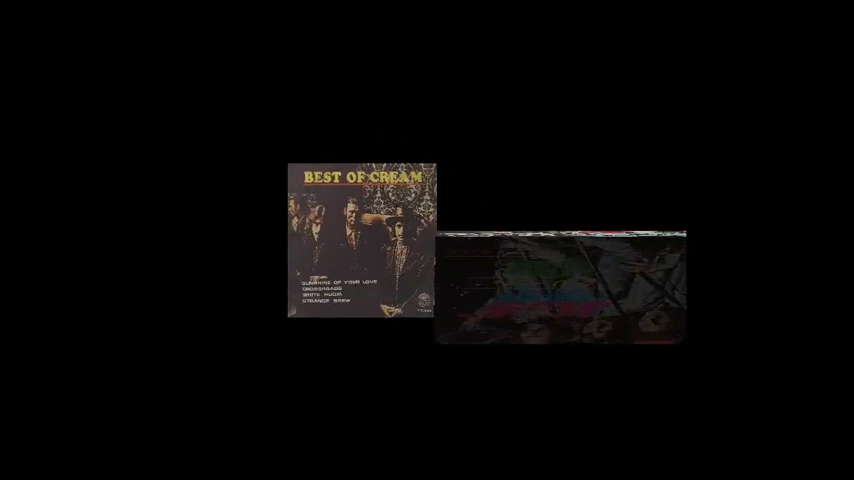 BEST OF CREAM
SUNSHINE OF YOUR LOVE
CROSSROADS
WHITE ROOM
STRANGE BREW